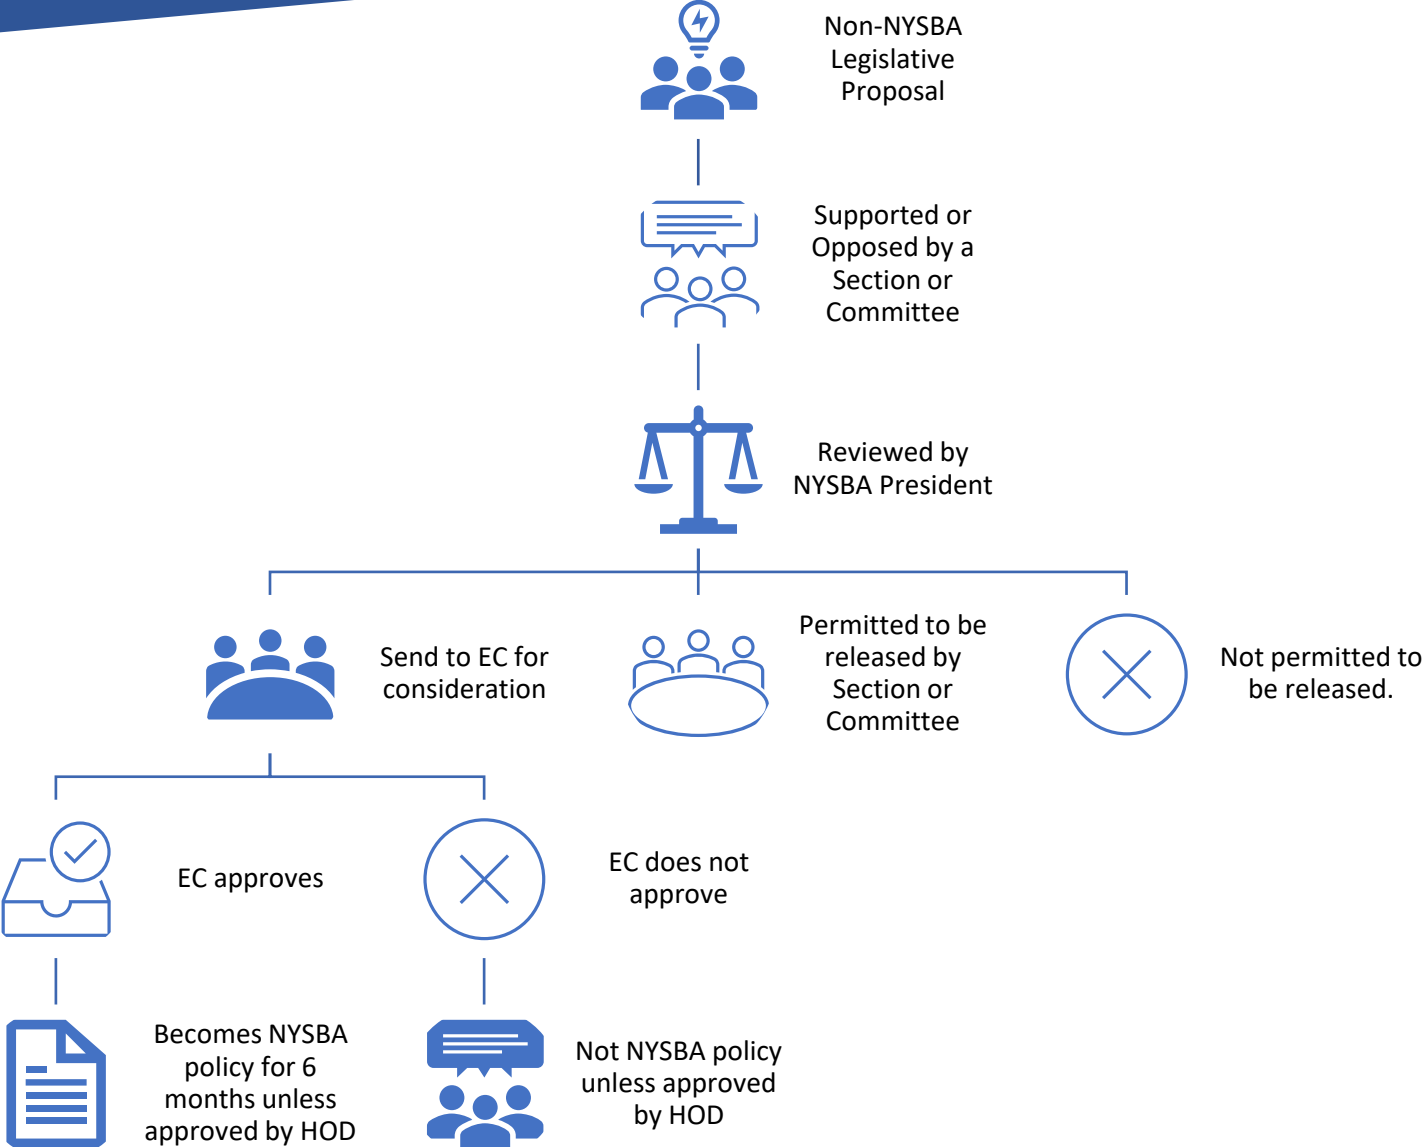 Non-NYSBA
Legislative
Proposal
Supported or
Opposed by a
Section or
Committee
Reviewed by
NYSBA President
Send to EC for
consideration
Permitted to be
released by
Section or
Committee
Not permitted to
be released.
EC approves
EC does not
approve
Becomes NYSBA
policy for 6
months unless
approved by HOD
Not NYSBA policy
unless approved
by HOD